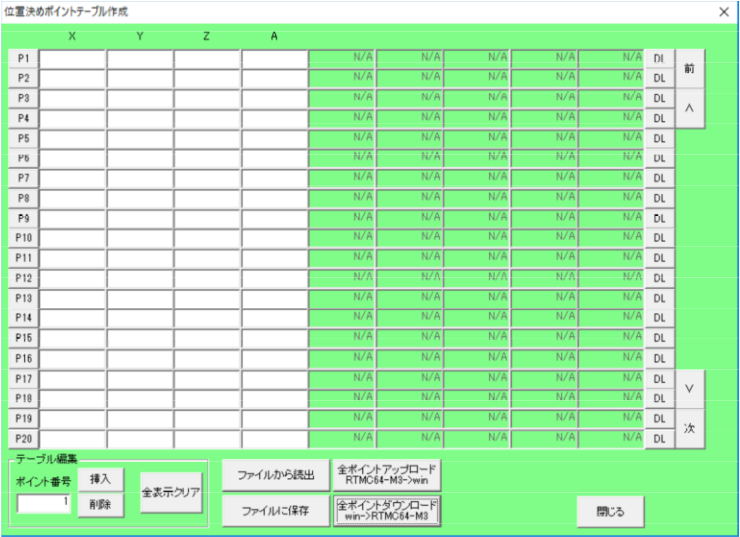 位置決めポイントテーブル作成
X Y Z A
P1 N/A N/A N/A N/A N/A DL 前
P2 N/A N/A N/A N/A N/A DL
P3 N/A N/A N/A N/A N/A DL ∧
P4 N/A N/A N/A N/A N/A DL
P5 N/A N/A N/A N/A N/A DL
P6 N/A N/A N/A N/A N/A DL
P7 N/A N/A N/A N/A N/A DL
P8 N/A N/A N/A N/A N/A DL
P9 N/A N/A N/A N/A N/A DL
P10 N/A N/A N/A N/A N/A DL
P11 N/A N/A N/A N/A N/A DL
P12 N/A N/A N/A N/A N/A DL
P13 N/A N/A N/A N/A N/A DL
P14 N/A N/A N/A N/A N/A DL
P15 N/A N/A N/A N/A N/A DL
P16 N/A N/A N/A N/A N/A DL
P17 N/A N/A N/A N/A N/A DL ∨
P18 N/A N/A N/A N/A N/A DL
P19 N/A N/A N/A N/A N/A DL 次
P20 N/A N/A N/A N/A N/A DL
テーブル編集
ポイント番号
1
挿入
削除
全表示クリア
ファイルから読出
ファイルに保存
全ポイントアップロード
RTMC64-M3->win
全ポイントダウンロード
win->RTMC64-M3
閉じる